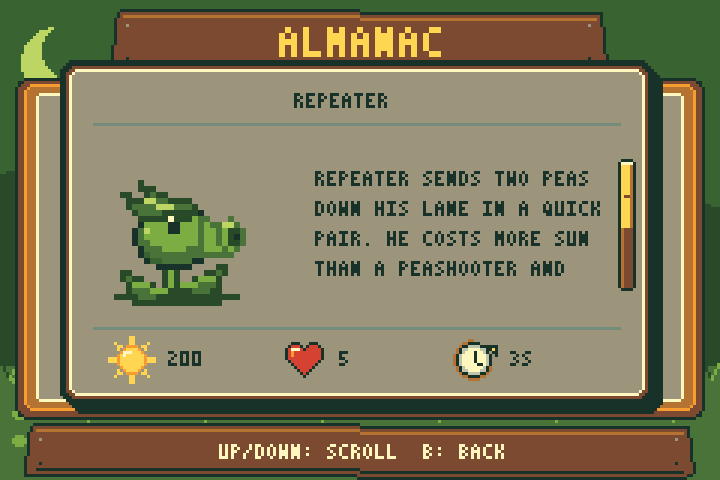 ALMANAC
REPEATER
REPEATER SENDS TWO PEAS
DOWN HIS LANE IN A QUICK
PAIR. HE COSTS MORE SUN
THAN A PEASHOOTER AND
200
5
3S
UP/DOWN: SCROLL B: BACK